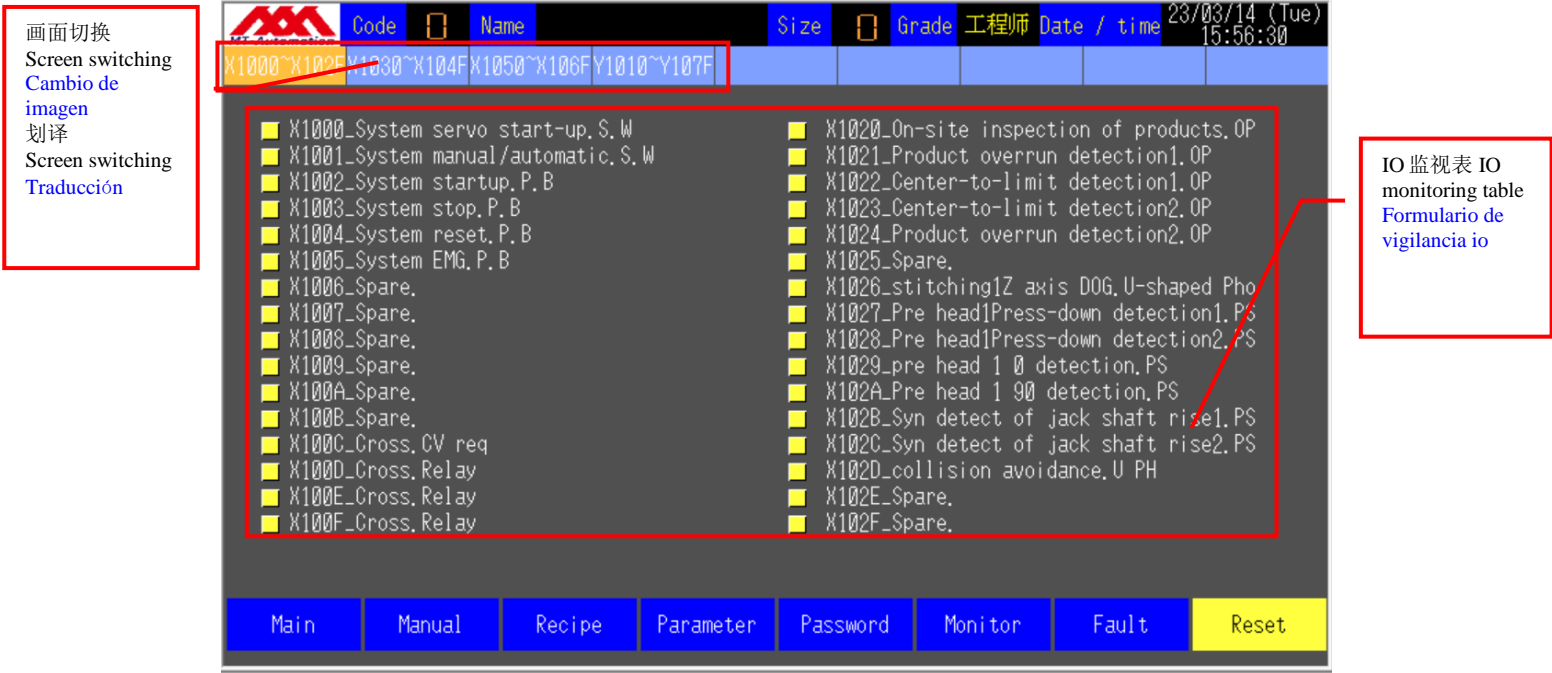 画面切换
Screen switching
Cambio de
imagen
划译
Screen switching
Traducción
MT Automation
Code 0 Name Size 0 Grade 工程师 Date / time 23/03/14 (Tue)
15:56:30
X1000~X102F X1030~X104F X1050~X106F Y1010~Y107F
X1000_System servo start-up.S.W
X1001_System manual/automatic.S.W
X1002_System startup.P.B
X1003_System stop.P.B
X1004_System reset.P.B
X1005_System EMG.P.B
X1006_Spare.
X1007_Spare.
X1008_Spare.
X1009_Spare.
X100A_Spare.
X100B_Spare.
X100C_Cross.CV req
X100D_Cross.Relay
X100E_Cross.Relay
X100F_Cross.Relay
X1020_On-site inspection of products.OP
X1021_Product overrun detection1.OP
X1022_Center-to-limit detection1.OP
X1023_Center-to-limit detection2.OP
X1024_Product overrun detection2.OP
X1025_Spare.
X1026_stitching1Z axis DOG.U-shaped Pho
X1027_Pre head1Press-down detection1.PS
X1028_Pre head1Press-down detection2.PS
X1029_pre head 1 0 detection.PS
X102A_Pre head 1 90 detection.PS
X102B_Syn detect of jack shaft rise1.PS
X102C_Syn detect of jack shaft rise2.PS
X102D_collision avoidance.U PH
X102E_Spare.
X102F_Spare.
IO 监视表 IO
monitoring table
Formulario de
vigilancia io
Main Manual Recipe Parameter Password Monitor Fault Reset